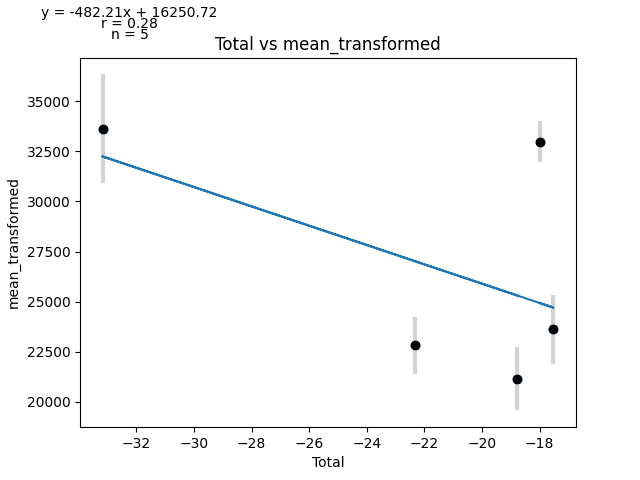 y = -482.21x + 16250.72
r = 0.28
n = 5
Total vs mean_transformed
mean_transformed
35000
32500
30000
27500
25000
22500
20000
−32
−30
−28
−26
−24
−22
−20
−18
Total